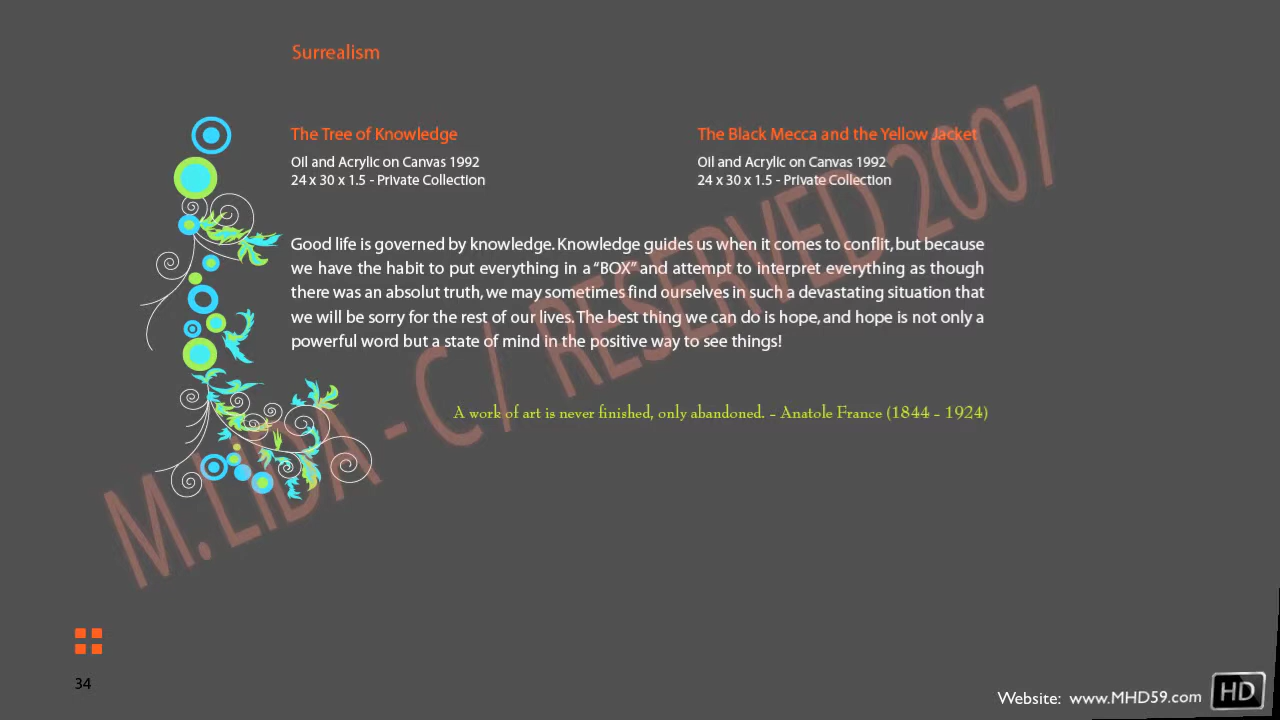 Surrealism
The Tree of Knowledge
Oil and Acrylic on Canvas 1992
24 x 30 x 1.5 - Private Collection
The Black Mecca and the Yellow Jacket
Oil and Acrylic on Canvas 1992
24 x 30 x 1.5 - Private Collection
Good life is governed by knowledge. Knowledge guides us when it comes to conflit, but because
we have the habit to put everything in a “BOX” and attempt to interpret everything as though
there was an absolut truth, we may sometimes find ourselves in such a devastating situation that
we will be sorry for the rest of our lives. The best thing we can do is hope, and hope is not only a
powerful word but a state of mind in the positive way to see things!
A work of art is never finished, only abandoned. - Anatole France (1844 - 1924)
M. LIDA - C / RESERVED 2007
34
Website: www.MHD59.com
HD